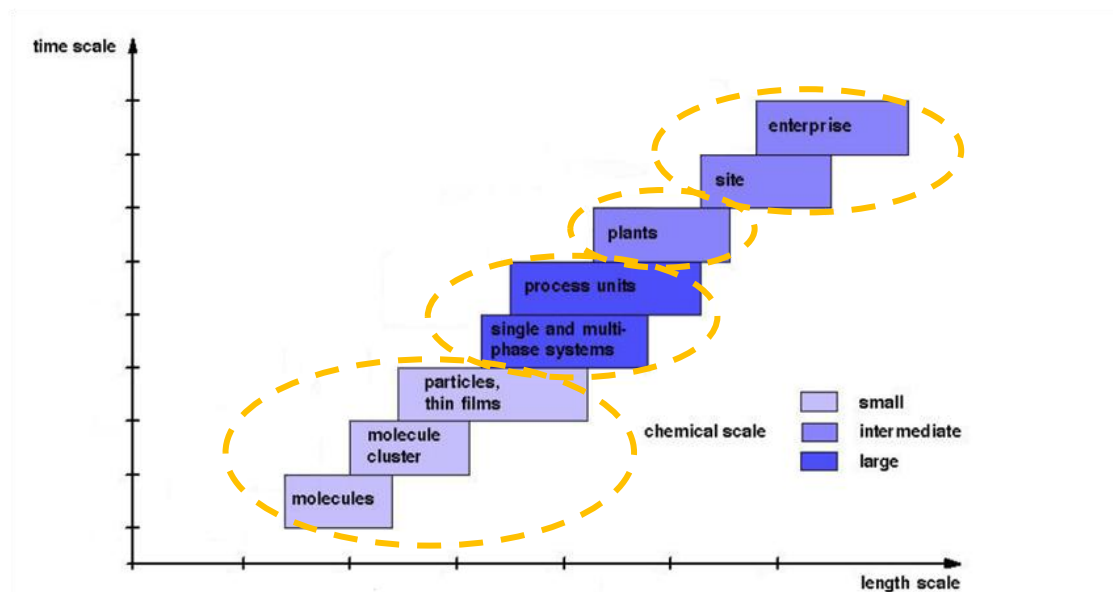 time scale
enterprise
site
plants
process units
single and multi-
phase systems
particles,
thin films
molecule
cluster
molecules
chemical scale
small
intermediate
large
length scale